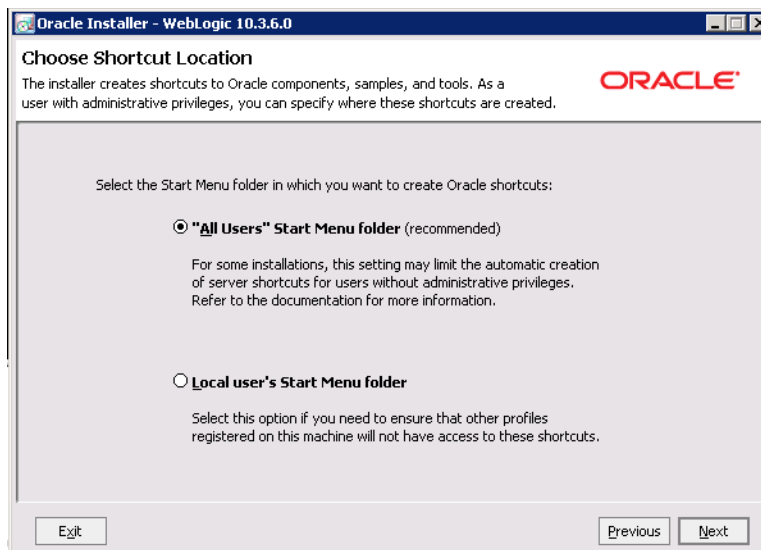 Oracle Installer - WebLogic 10.3.6.0
Choose Shortcut Location
The installer creates shortcuts to Oracle components, samples, and tools. As a
user with administrative privileges, you can specify where these shortcuts are created.
ORACLE
Select the Start Menu folder in which you want to create Oracle shortcuts:
"All Users" Start Menu folder (recommended)
For some installations, this setting may limit the automatic creation
of server shortcuts for users without administrative privileges.
Refer to the documentation for more information.
Local user's Start Menu folder
Select this option if you need to ensure that other profiles
registered on this machine will not have access to these shortcuts.
Exit
Previous
Next